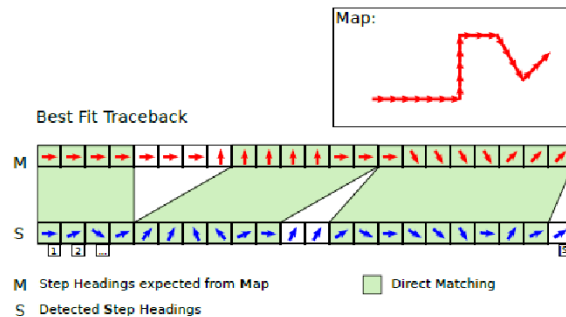 Map:
Best Fit Traceback
M
S
1 2 ...
M Step Headings expected from Map
Direct Matching
S Detected Step Headings